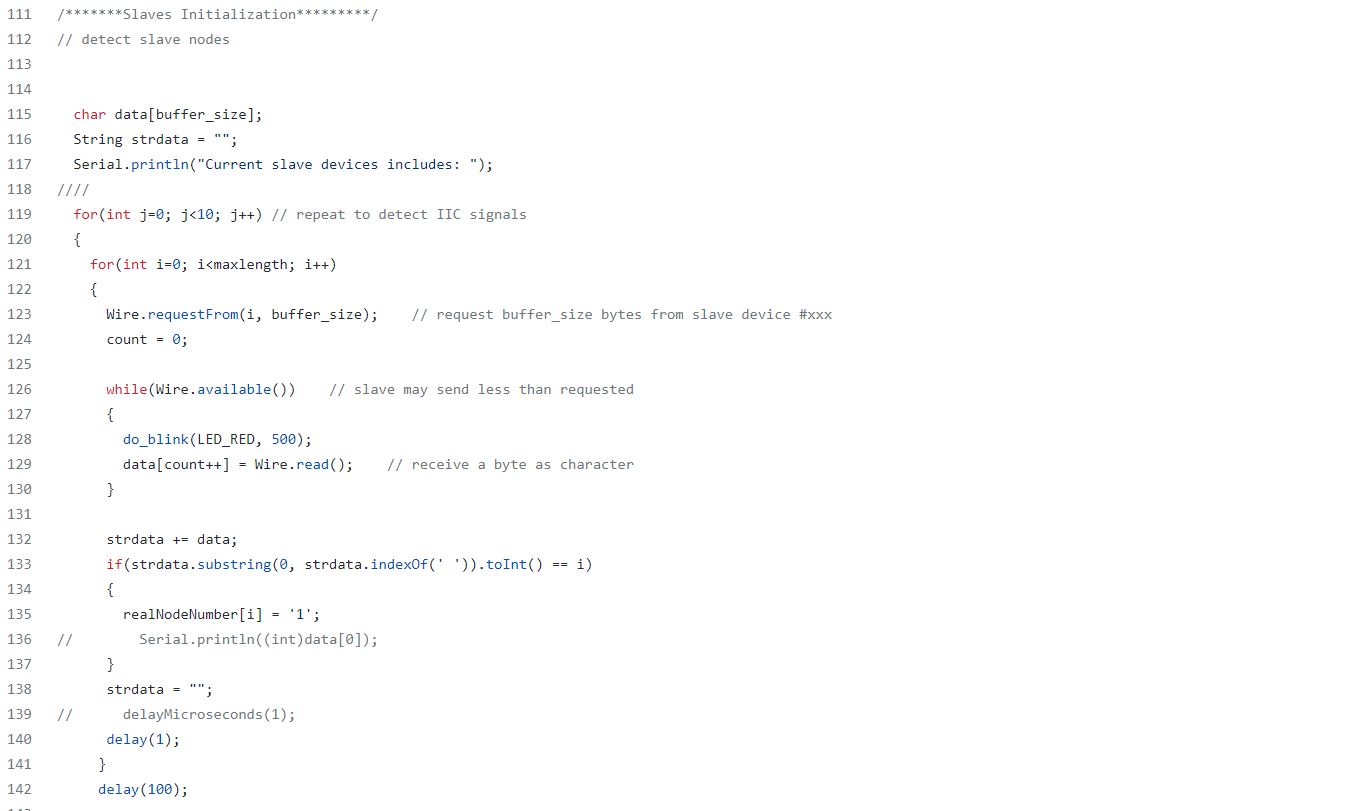 111 /*******Slaves Initialization*********/
112 // detect slave nodes
113
114
115 char data[buffer_size];
116 String strdata = "";
117 Serial.println("Current slave devices includes: ");
118 ////
119 for(int j=0; j<10; j++) // repeat to detect IIC signals
120 {
121 for(int i=0; i<maxlength; i++)
122 {
123 Wire.requestFrom(i, buffer_size); // request buffer_size bytes from slave device #xxx
124 count = 0;
125
126 while(Wire.available()) // slave may send less than requested
127 {
128 do_blink(LED_RED, 500);
129 data[count++] = Wire.read(); // receive a byte as character
130 }
131
132 strdata += data;
133 if(strdata.substring(0, strdata.indexOf(' ')).toInt() == i)
134 {
135 realNodeNumber[i] = '1';
136 // Serial.println((int)data[0]);
137 }
138 strdata = "";
139 // delayMicroseconds(1);
140 delay(1);
141 }
142 delay(100);